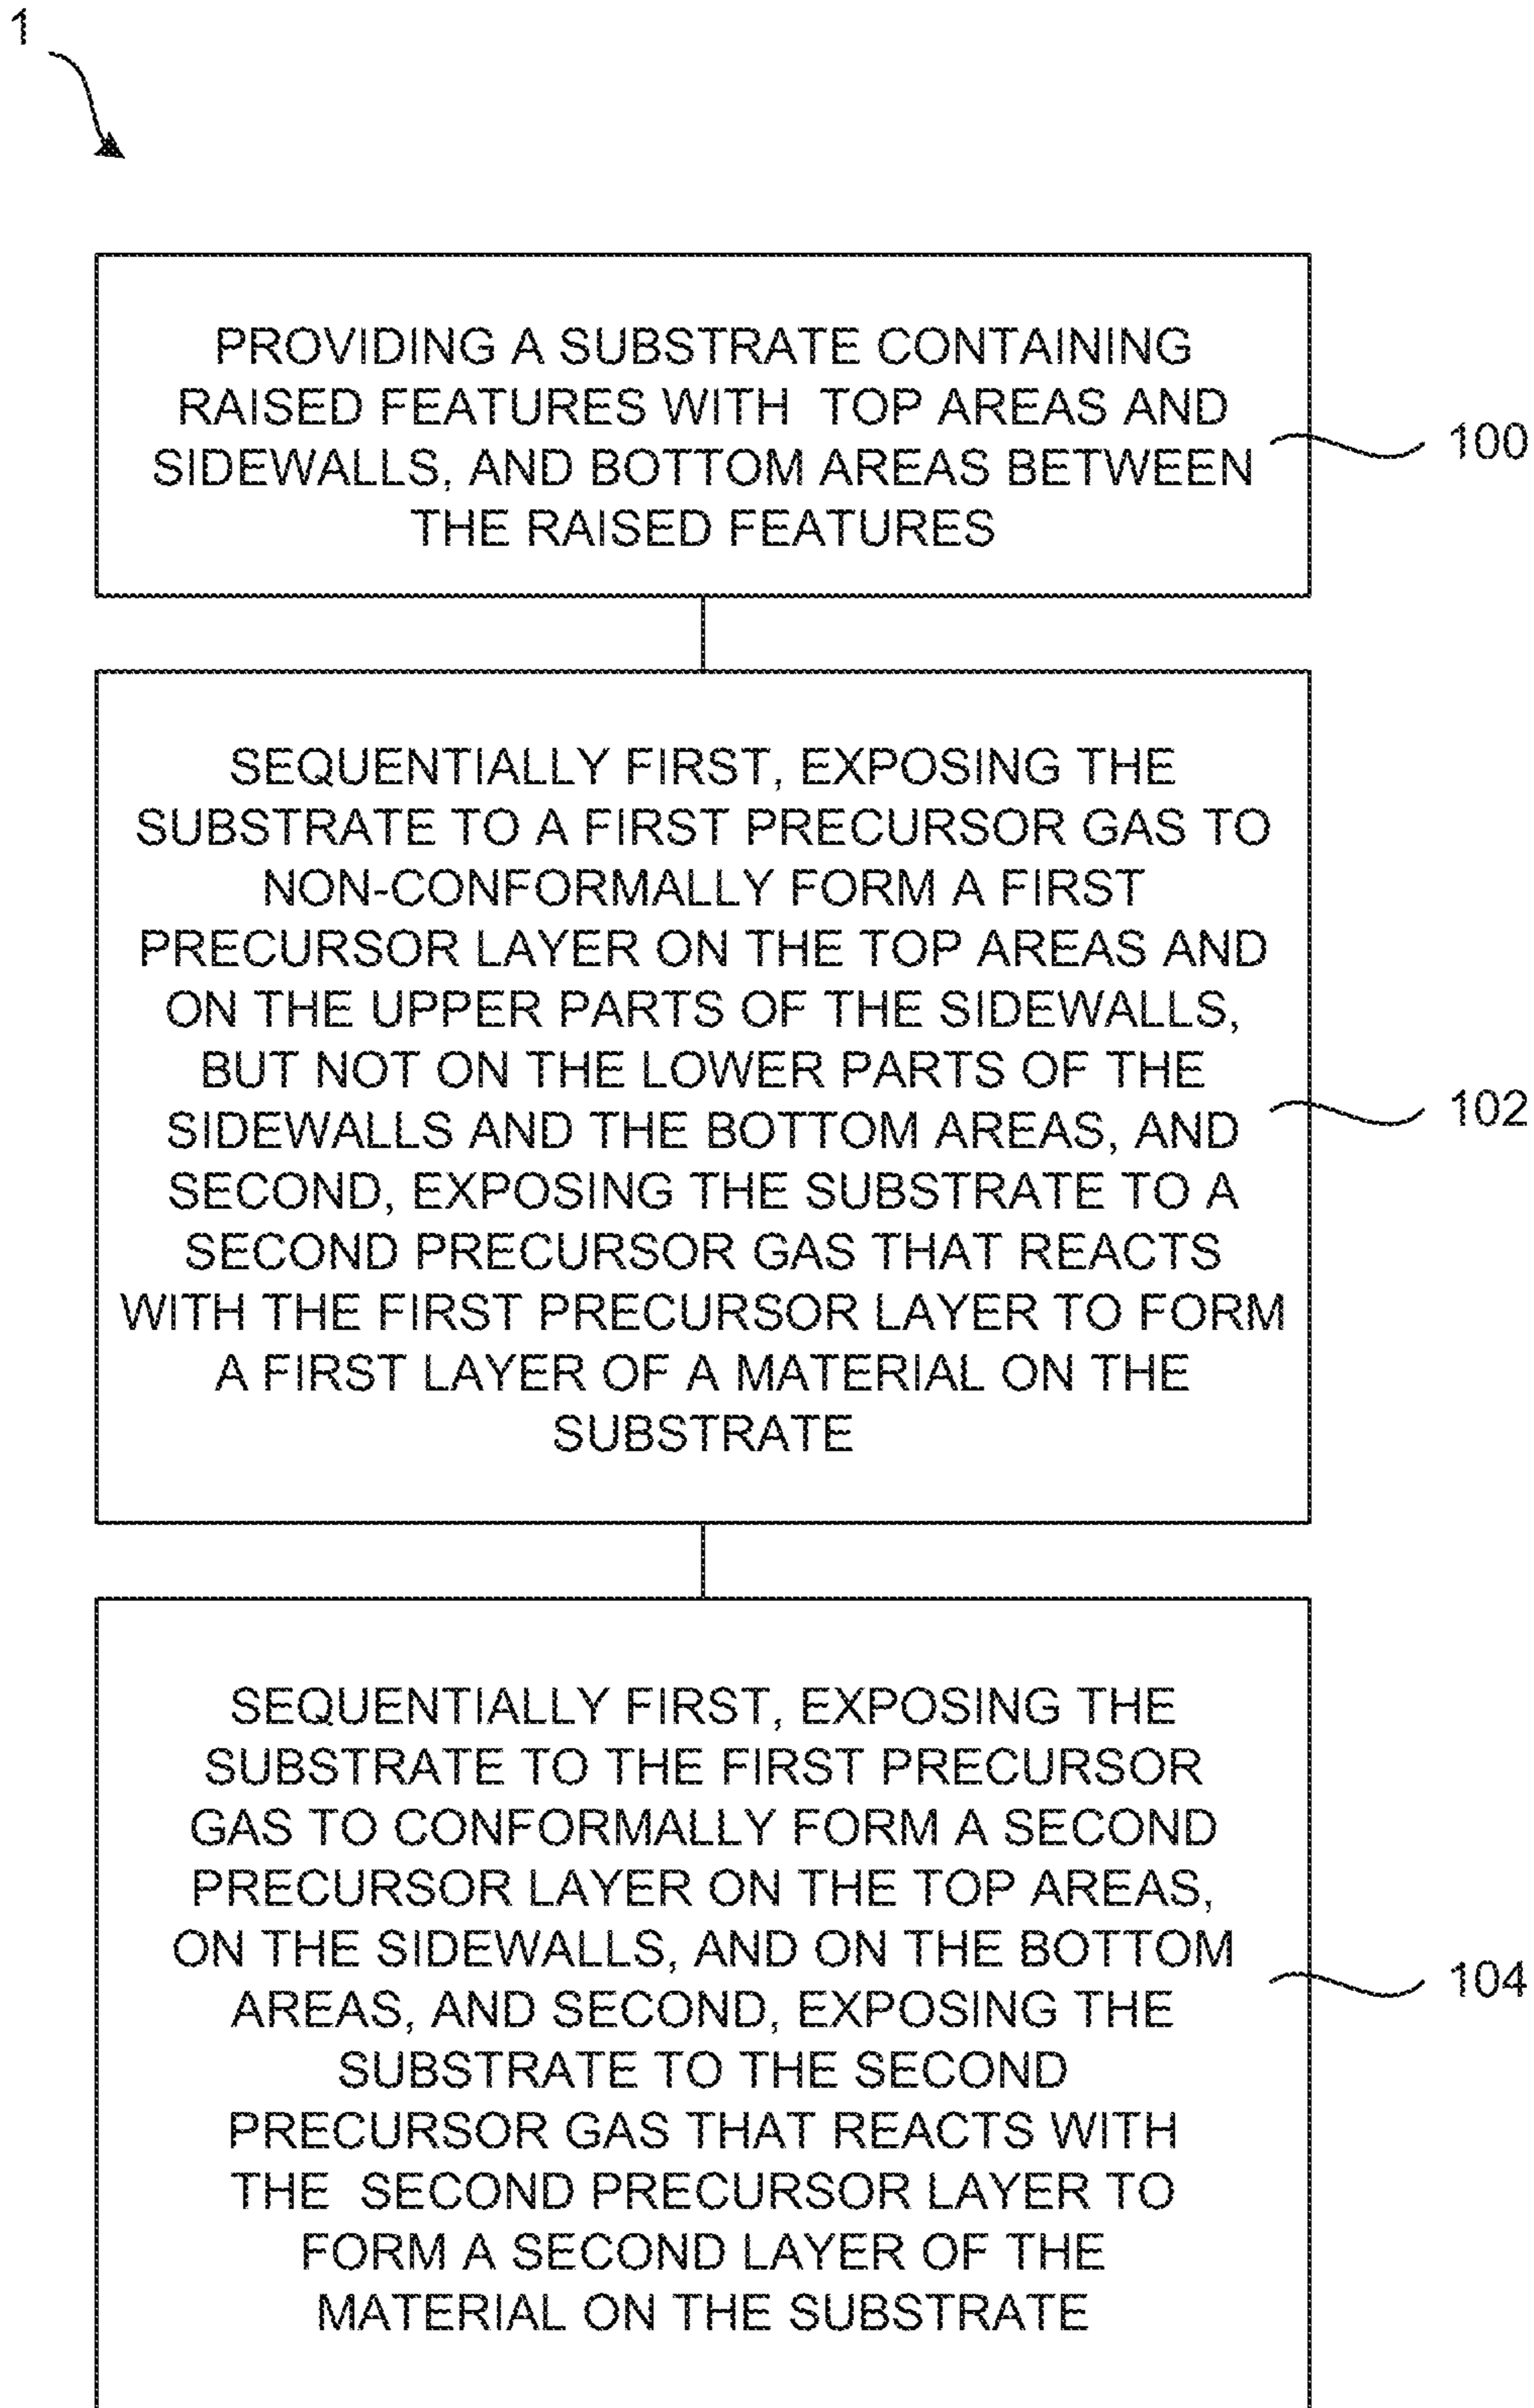 1
PROVIDING A SUBSTRATE CONTAINING
RAISED FEATURES WITH TOP AREAS AND
SIDEWALLS, AND BOTTOM AREAS BETWEEN
THE RAISED FEATURES
100
SEQUENTIALLY FIRST, EXPOSING THE
SUBSTRATE TO A FIRST PRECURSOR GAS TO
NON-CONFORMALLY FORM A FIRST
PRECURSOR LAYER ON THE TOP AREAS AND
ON THE UPPER PARTS OF THE SIDEWALLS,
BUT NOT ON THE LOWER PARTS OF THE
SIDEWALLS AND THE BOTTOM AREAS, AND
SECOND, EXPOSING THE SUBSTRATE TO A
SECOND PRECURSOR GAS THAT REACTS
WITH THE FIRST PRECURSOR LAYER TO FORM
A FIRST LAYER OF A MATERIAL ON THE
SUBSTRATE
102
SEQUENTIALLY FIRST, EXPOSING THE
SUBSTRATE TO THE FIRST PRECURSOR
GAS TO CONFORMALLY FORM A SECOND
PRECURSOR LAYER ON THE TOP AREAS,
ON THE SIDEWALLS, AND ON THE BOTTOM
AREAS, AND SECOND, EXPOSING THE
SUBSTRATE TO THE SECOND
PRECURSOR GAS THAT REACTS WITH
THE SECOND PRECURSOR LAYER TO
FORM A SECOND LAYER OF THE
MATERIAL ON THE SUBSTRATE
104